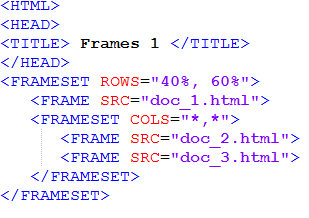 <HTML>
<HEAD>
<TITLE> Frames 1 </TITLE>
</HEAD>
<FRAMESET ROWS="40%, 60%">
<FRAME SRC="doc_1.html">
<FRAMESET COLS="*,*">
<FRAME SRC="doc_2.html">
<FRAME SRC="doc_3.html">
</FRAMESET>
</FRAMESET>